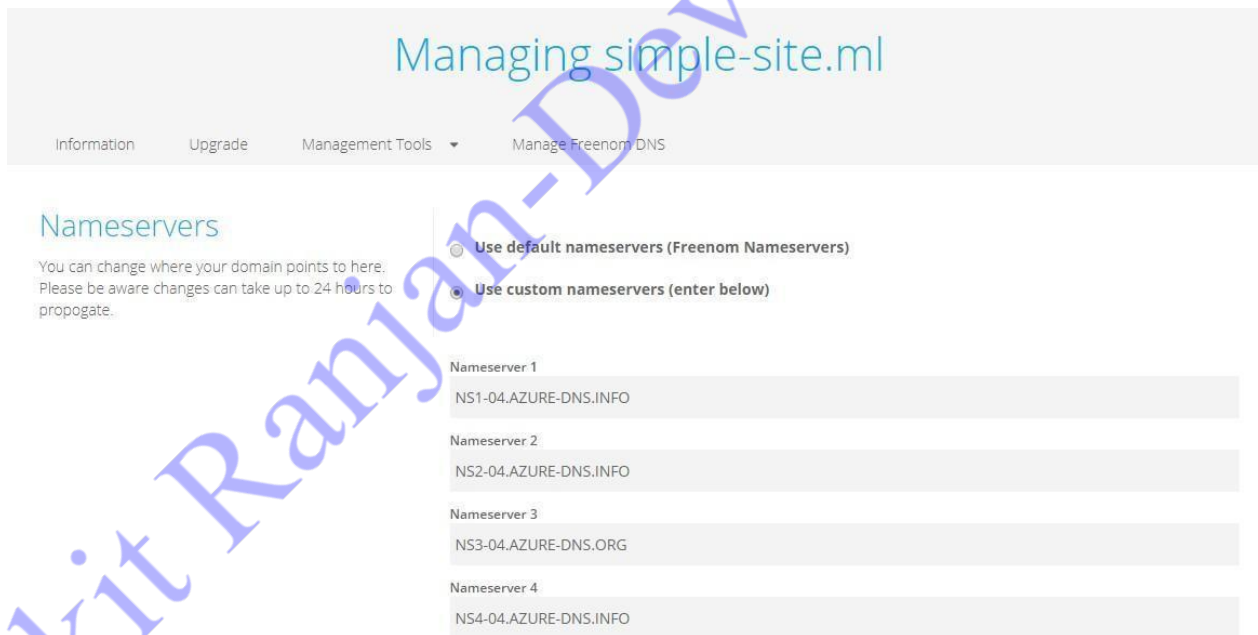 Managing simple-site.ml
Information Upgrade Management Tools Manage Freenom DNS
Nameservers
You can change where your domain points to here.
Please be aware changes can take up to 24 hours to
propogate.
Use default nameservers (Freenom Nameservers)
Use custom nameservers (enter below)
Nameserver 1
NS1-04.AZURE-DNS.INFO
Nameserver 2
NS2-04.AZURE-DNS.INFO
Nameserver 3
NS3-04.AZURE-DNS.ORG
Nameserver 4
NS4-04.AZURE-DNS.INFO
kit Ranjan-Dev